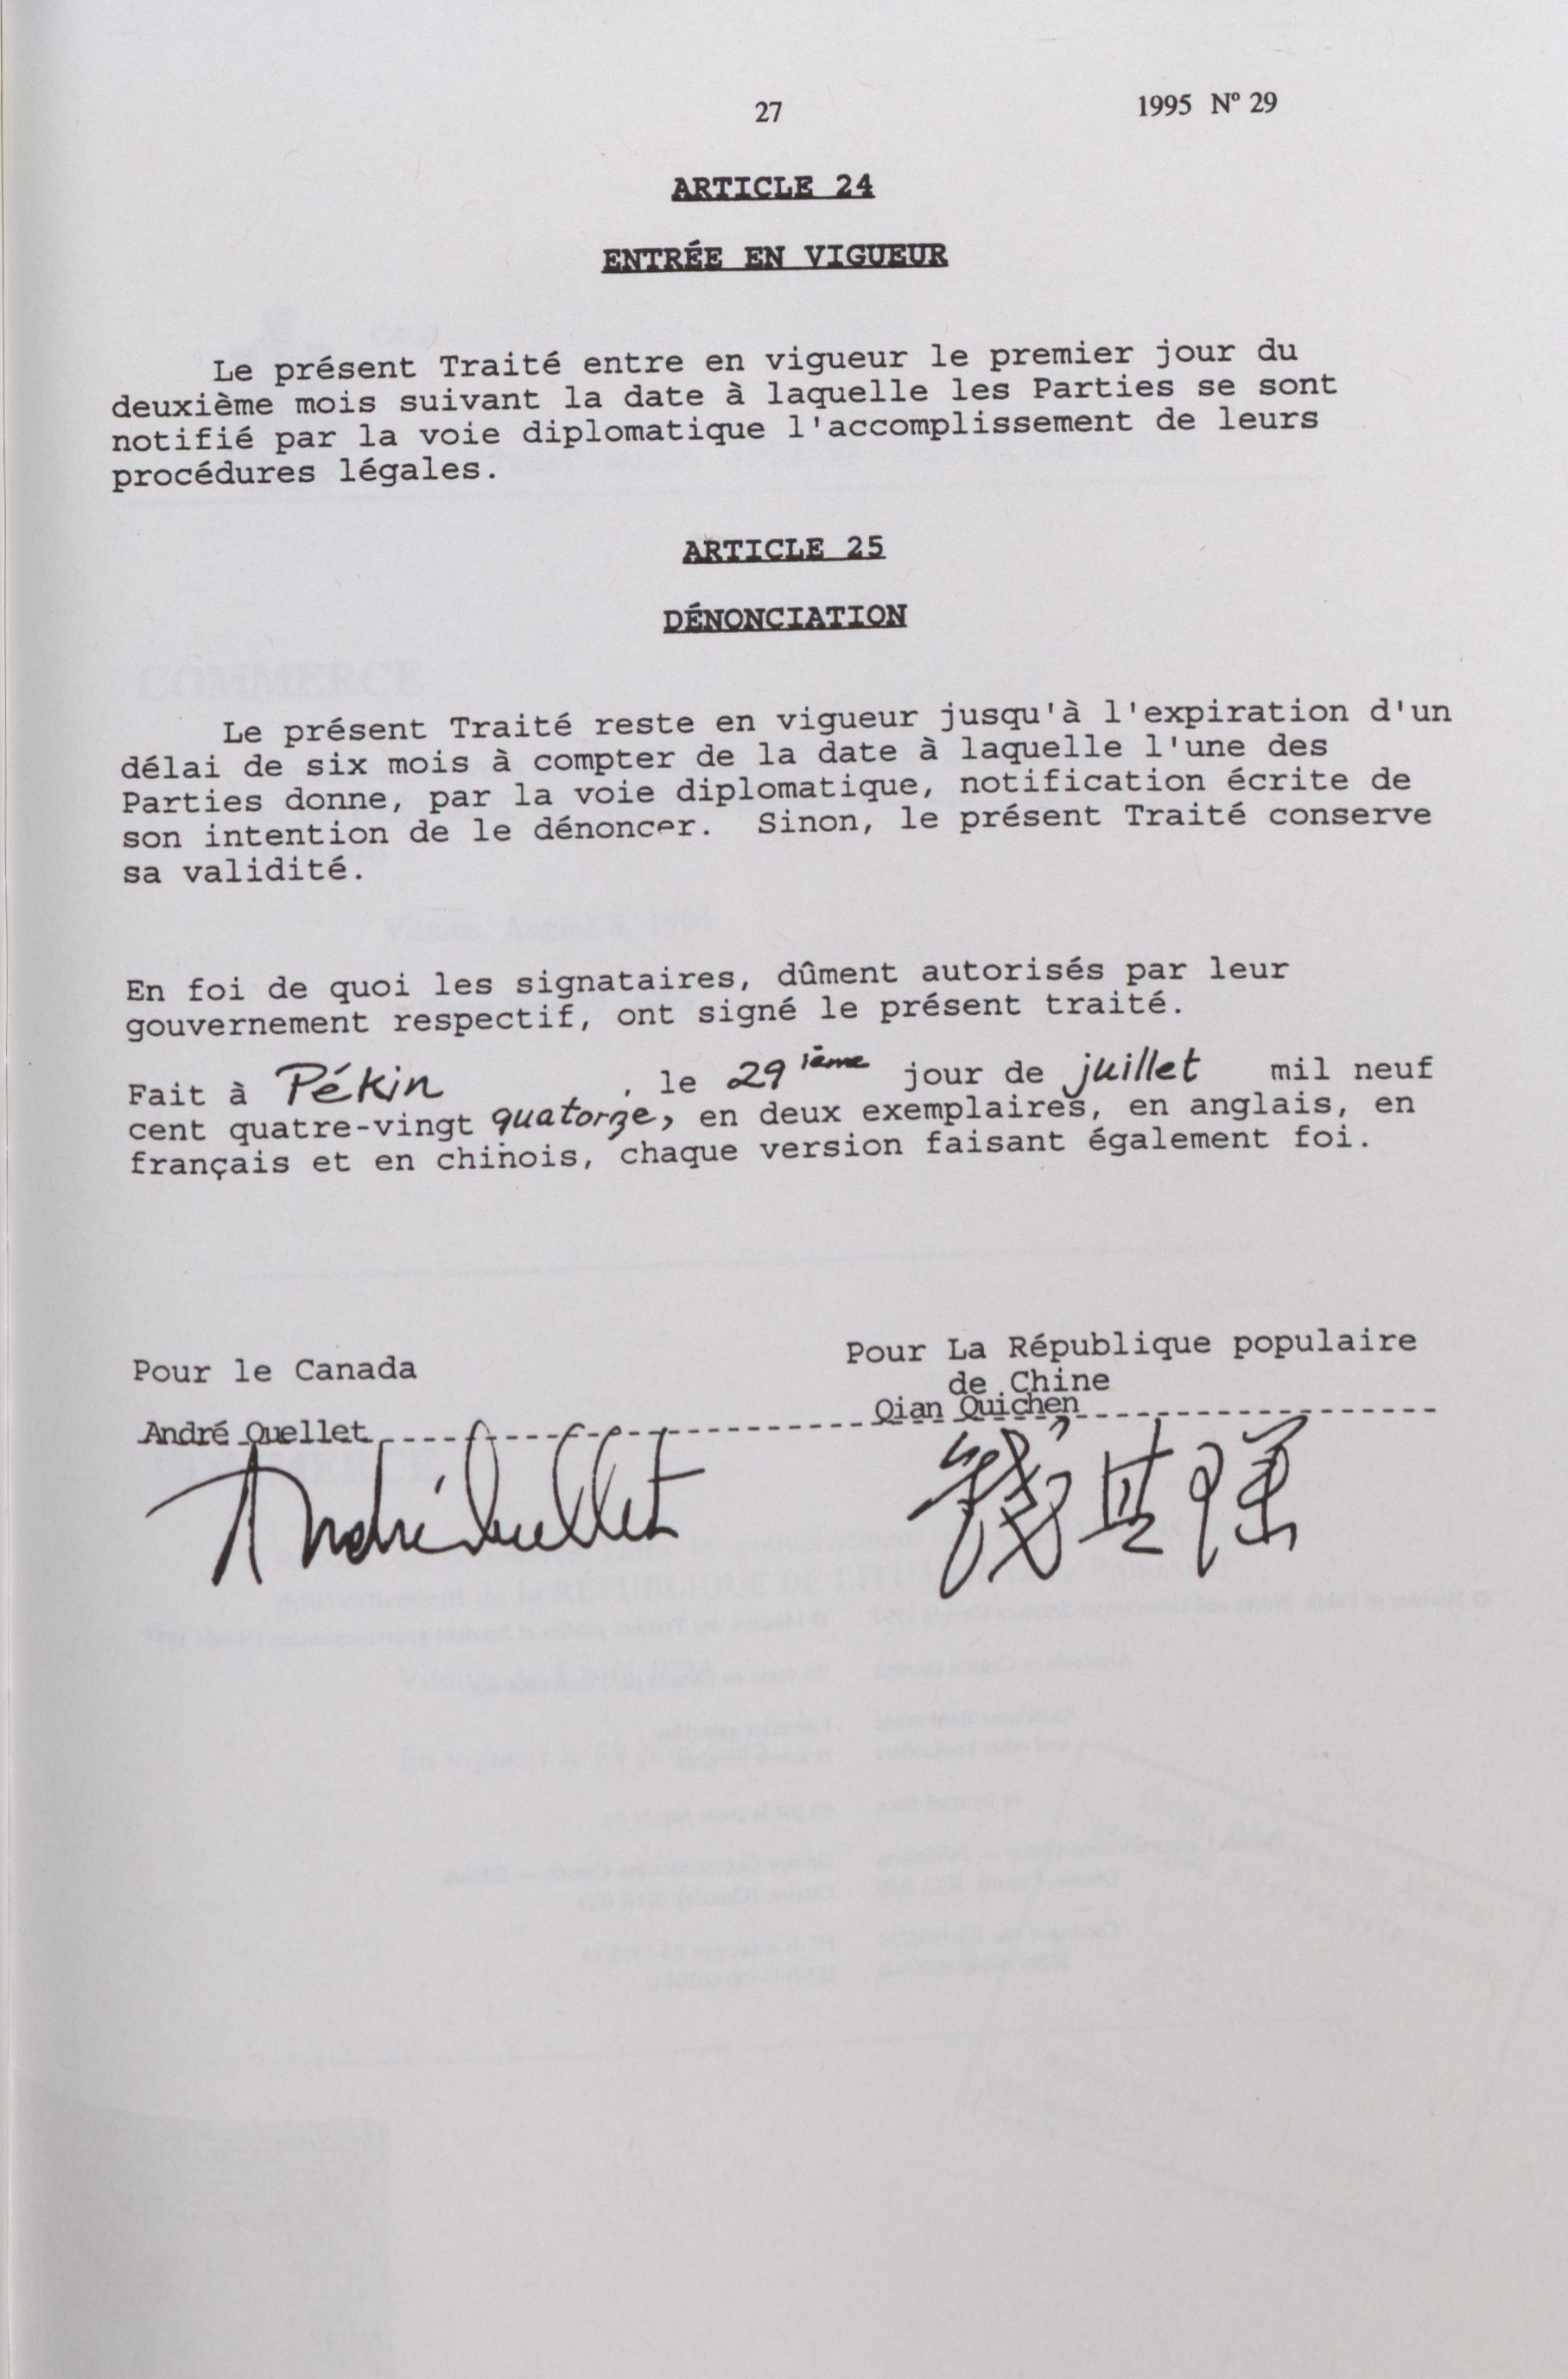 27
1995 Nº 29
ARTICLE 24
ENTRÉE EN VIGUEUR
Le présent Traité entre en vigueur le premier jour du
deuxième mois suivant la date à laquelle les Parties se sont
notifié par la voie diplomatique l'accomplissement de leurs
procédures légales.
ARTICLE 25
DÉNONCIATION
Le présent Traité reste en vigueur jusqu'à l'expiration d'un
délai de six mois à compter de la date à laquelle l'une des
Parties donne, par la voie diplomatique, notification écrite de
son intention de le dénoncer. Sinon, le présent Traité conserve
sa validité.
En foi de quoi les signataires, dûment autorisés par leur
gouvernement respectif, ont signé le présent traité.
Fait à Pékin , le 29ième jour de juillet mil neuf
cent quatre-vingt quatorze, en deux exemplaires, en anglais, en
français et en chinois, chaque version faisant également foi.
Pour le Canada
Pour La République populaire
de Chine
André Ouellet
Qian Quichen
André Ouellet
錢其琛